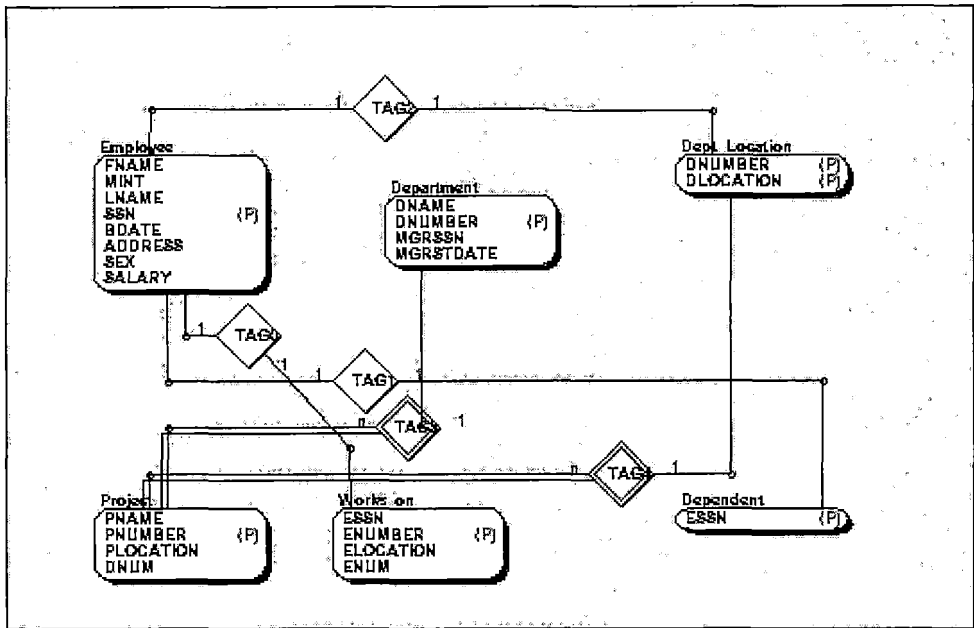 1 TAG2 1
Employee
FNAME
MINT
LNAME
SSN {P}
BDATE
ADDRESS
SEX
SALARY
Department
DNAME
DNUMBER {P}
MGRSSN
MGRSTDATE
Dept. Location
DNUMBER {P}
DLOCATION {P}
1 TAG
1
1 TAG1
n TAG 1
n TAG 1
Project
PNAME
PNUMBER {P}
PLOCATION
DNUM
Works on
ESSN
ENUMBER {P}
ELOCATION
ENUM
Dependent
ESSN {P}